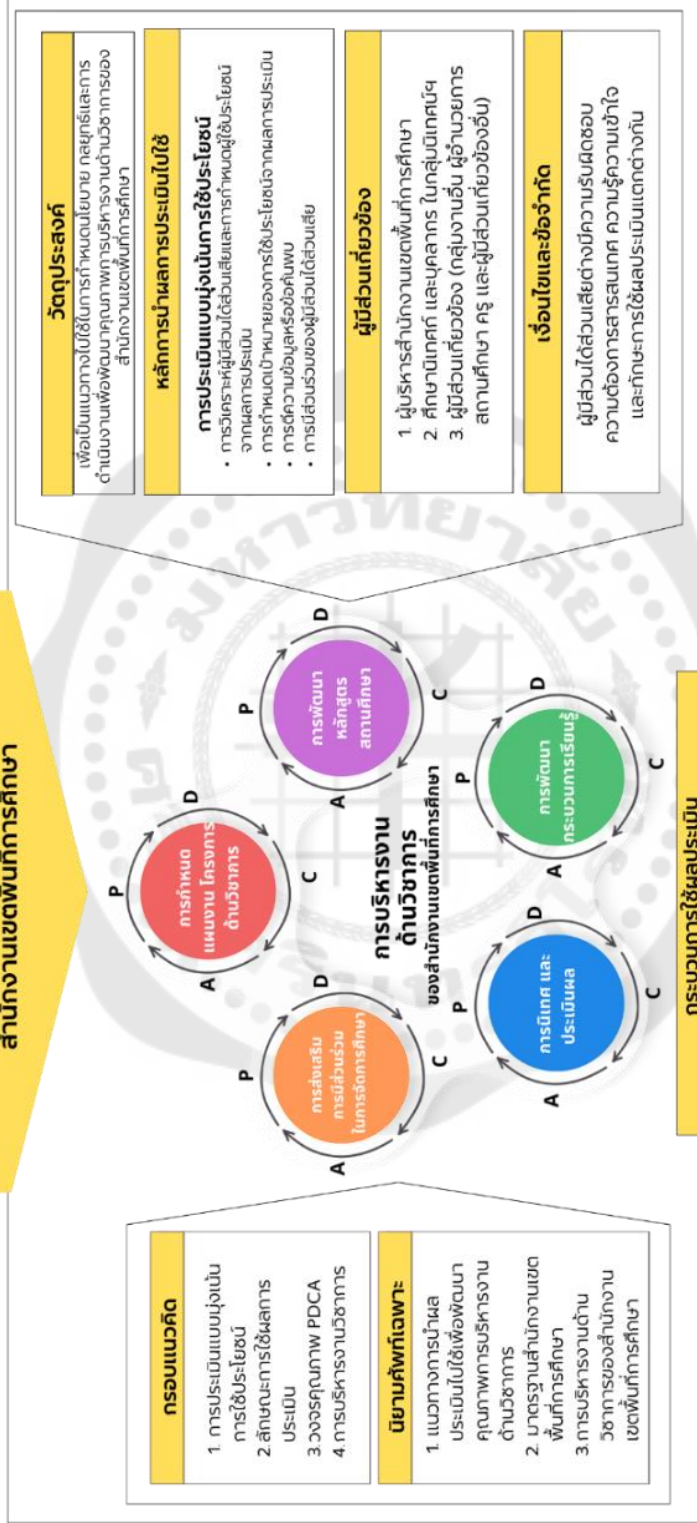 สำนักงานเขตพื้นที่การศึกษา
กรอบแนวคิด
1. การประเมินแบบมุ่งเน้น
การใช้ประโยชน์
2.ลักษณะการใช้ผลการ
ประเมิน
3.วงจรคุณภาพ PDCA
4.การบริหารงานวิชาการ
นิยามศัพท์เฉพาะ
1. แนวทางการนำผล
ประเมินไปใช้เพื่อพัฒนา
คุณภาพการบริหารงาน
ด้านวิชาการ
2. มาตรฐานสำนักงานเขต
พื้นที่การศึกษา
3.การบริหารงานด้าน
วิชาการของสำนักงาน
เขตพื้นที่การศึกษา
P
D
C
A
การกำหนด
แผนงาน โครงการ
ด้านวิชาการ
P
D
C
A
การส่งเสริม
การมีส่วนร่วม
ในการจัดการศึกษา
P
D
C
A
การพัฒนา
หลักสูตร
สถานศึกษา
การบริหารงาน
ด้านวิชาการ
ของสำนักงานเขตพื้นที่การศึกษา
P
D
C
A
การนิเทศ และ
ประเมินผล
P
D
C
A
การพัฒนา
กระบวนการเรียนรู้
วัตถุประสงค์
เพื่อเป็นแนวทางไปใช้ในการกำหนดนโยบาย กลยุทธ์และการ
ดำเนินงานเพื่อพัฒนาคุณภาพการบริหารงานด้านวิชาการของ
สำนักงานเขตพื้นที่การศึกษา
หลักการนำผลการประเมินไปใช้
การประเมินแบบมุ่งเน้นการใช้ประโยชน์
• การวิเคราะห์ผู้มีส่วนได้ส่วนเสียและการกำหนดผู้ใช้ประโยชน์
จากผลการประเมิน
• การกำหนดเป้าหมายของการใช้ประโยชน์จากผลการประเมิน
• การตีความข้อมูลหรือข้อค้นพบ
• การมีส่วนร่วมของผู้มีส่วนได้ส่วนเสีย
ผู้มีส่วนเกี่ยวข้อง
1. ผู้บริหารสำนักงานเขตพื้นที่การศึกษา
2. ศึกษานิเทศก์ และบุคลากร ในกลุ่มนิเทศน์ฯ
3. ผู้มีส่วนเกี่ยวข้อง (กลุ่มงานอื่น ผู้อำนวยการ
สถานศึกษา ครู และผู้มีส่วนเกี่ยวข้องอื่น)
เงื่อนไขและข้อจำกัด
ผู้มีส่วนได้ส่วนเสียต่างมีความรับผิดชอบ
ความต้องการสารสนเทศ ความรู้ความเข้าใจ
และทักษะการใช้ผลประเมินแตกต่างกัน
กระบวนการใช้ผลประเมิน
มหาวิทยาลัย